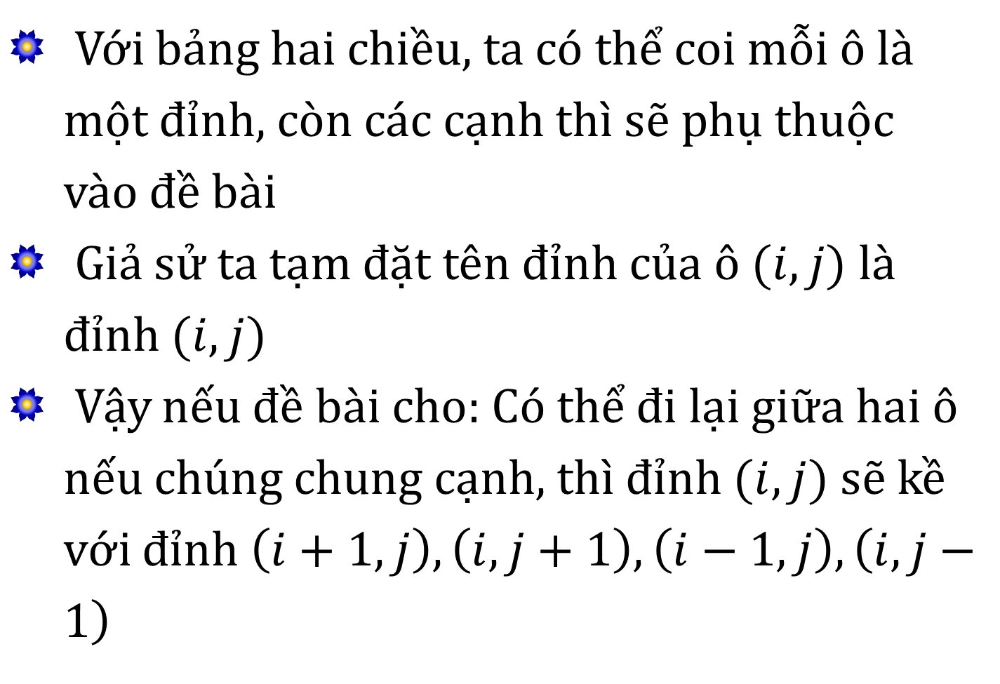 Với bảng hai chiều, ta có thể coi mỗi ô là
một đỉnh, còn các cạnh thì sẽ phụ thuộc
vào đề bài
Giả sử ta tạm đặt tên đỉnh của ô (i, j) là
đỉnh (i, j)
Vậy nếu đề bài cho: Có thể đi lại giữa hai ô
nếu chúng chung cạnh, thì đỉnh (i, j) sẽ kề
với đỉnh (i + 1, j), (i, j + 1), (i − 1, j), (i, j −
1)